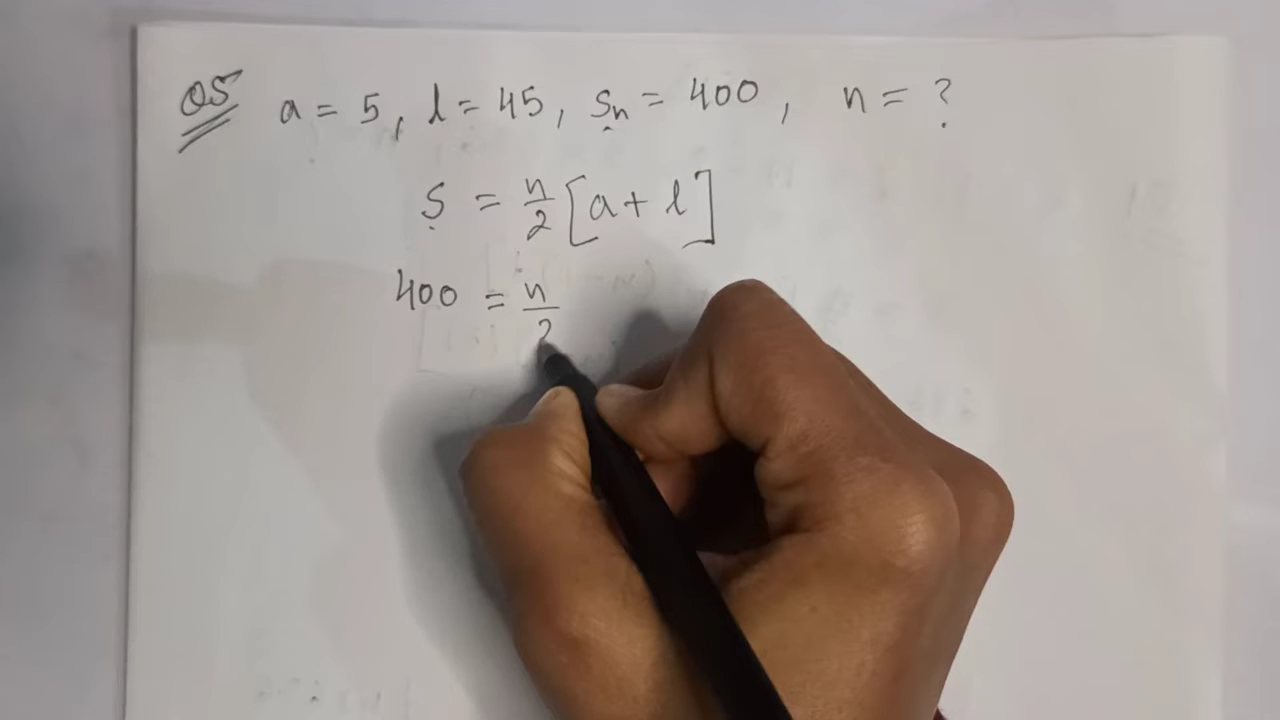 Q5 a = 5, l = 45, Sn = 400, n = ?
S = n/2 [a + l]
400 = n/2